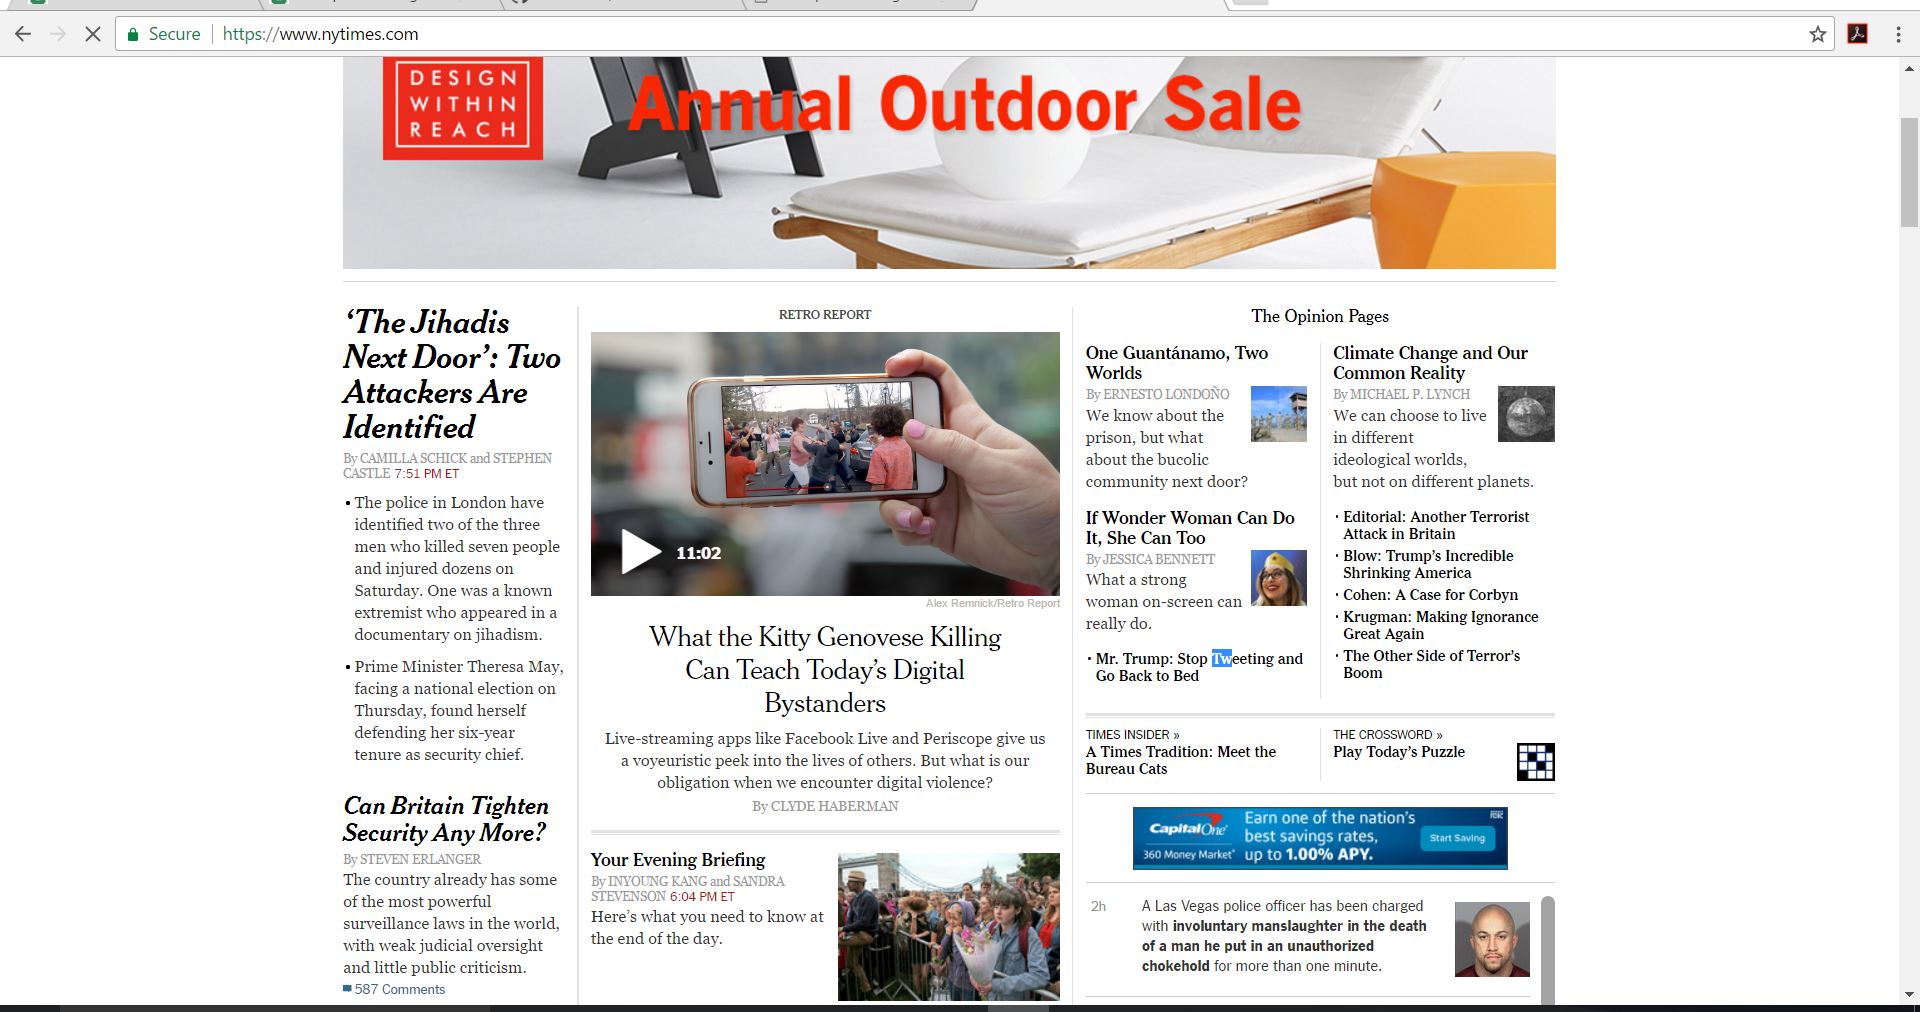 Secure
https://www.nytimes.com
DESIGN
WITHIN
REACH
Annual Outdoor Sale
‘The Jihadis
Next Door’: Two
Attackers Are
Identified
By CAMILLA SCHICK and STEPHEN
CASTLE 7:51 PM ET
• The police in London have
identified two of the three
men who killed seven people
and injured dozens on
Saturday. One was a known
extremist who appeared in a
documentary on jihadism.
• Prime Minister Theresa May,
facing a national election on
Thursday, found herself
defending her six-year
tenure as security chief.
Can Britain Tighten
Security Any More?
By STEVEN ERLANGER
The country already has some
of the most powerful
surveillance laws in the world,
with weak judicial oversight
and little public criticism.
587 Comments
RETRO REPORT
11:02
Alex Remnick/Retro Report
What the Kitty Genovese Killing
Can Teach Today’s Digital
Bystanders
Live-streaming apps like Facebook Live and Periscope give us
a voyeuristic peek into the lives of others. But what is our
obligation when we encounter digital violence?
By CLYDE HABERMAN
Your Evening Briefing
By INYOUNG KANG and SANDRA
STEVENSON 6:04 PM ET
Here’s what you need to know at
the end of the day.
The Opinion Pages
One Guantánamo, Two
Worlds
By ERNESTO LONDOÑO
We know about the
prison, but what
about the bucolic
community next door?
If Wonder Woman Can Do
It, She Can Too
By JESSICA BENNETT
What a strong
woman on-screen can
really do.
• Mr. Trump: Stop Tweeting and
Go Back to Bed
Climate Change and Our
Common Reality
By MICHAEL P. LYNCH
We can choose to live
in different
ideological worlds,
but not on different planets.
• Editorial: Another Terrorist
Attack in Britain
• Blow: Trump’s Incredible
Shrinking America
• Cohen: A Case for Corbyn
• Krugman: Making Ignorance
Great Again
• The Other Side of Terror’s
Boom
TIMES INSIDER »
A Times Tradition: Meet the
Bureau Cats
THE CROSSWORD »
Play Today’s Puzzle
Capital One
360 Money Market
Earn one of the nation’s
best savings rates,
up to 1.00% APY.
Start Saving
2h
A Las Vegas police officer has been charged
with involuntary manslaughter in the death
of a man he put in an unauthorized
chokehold for more than one minute.